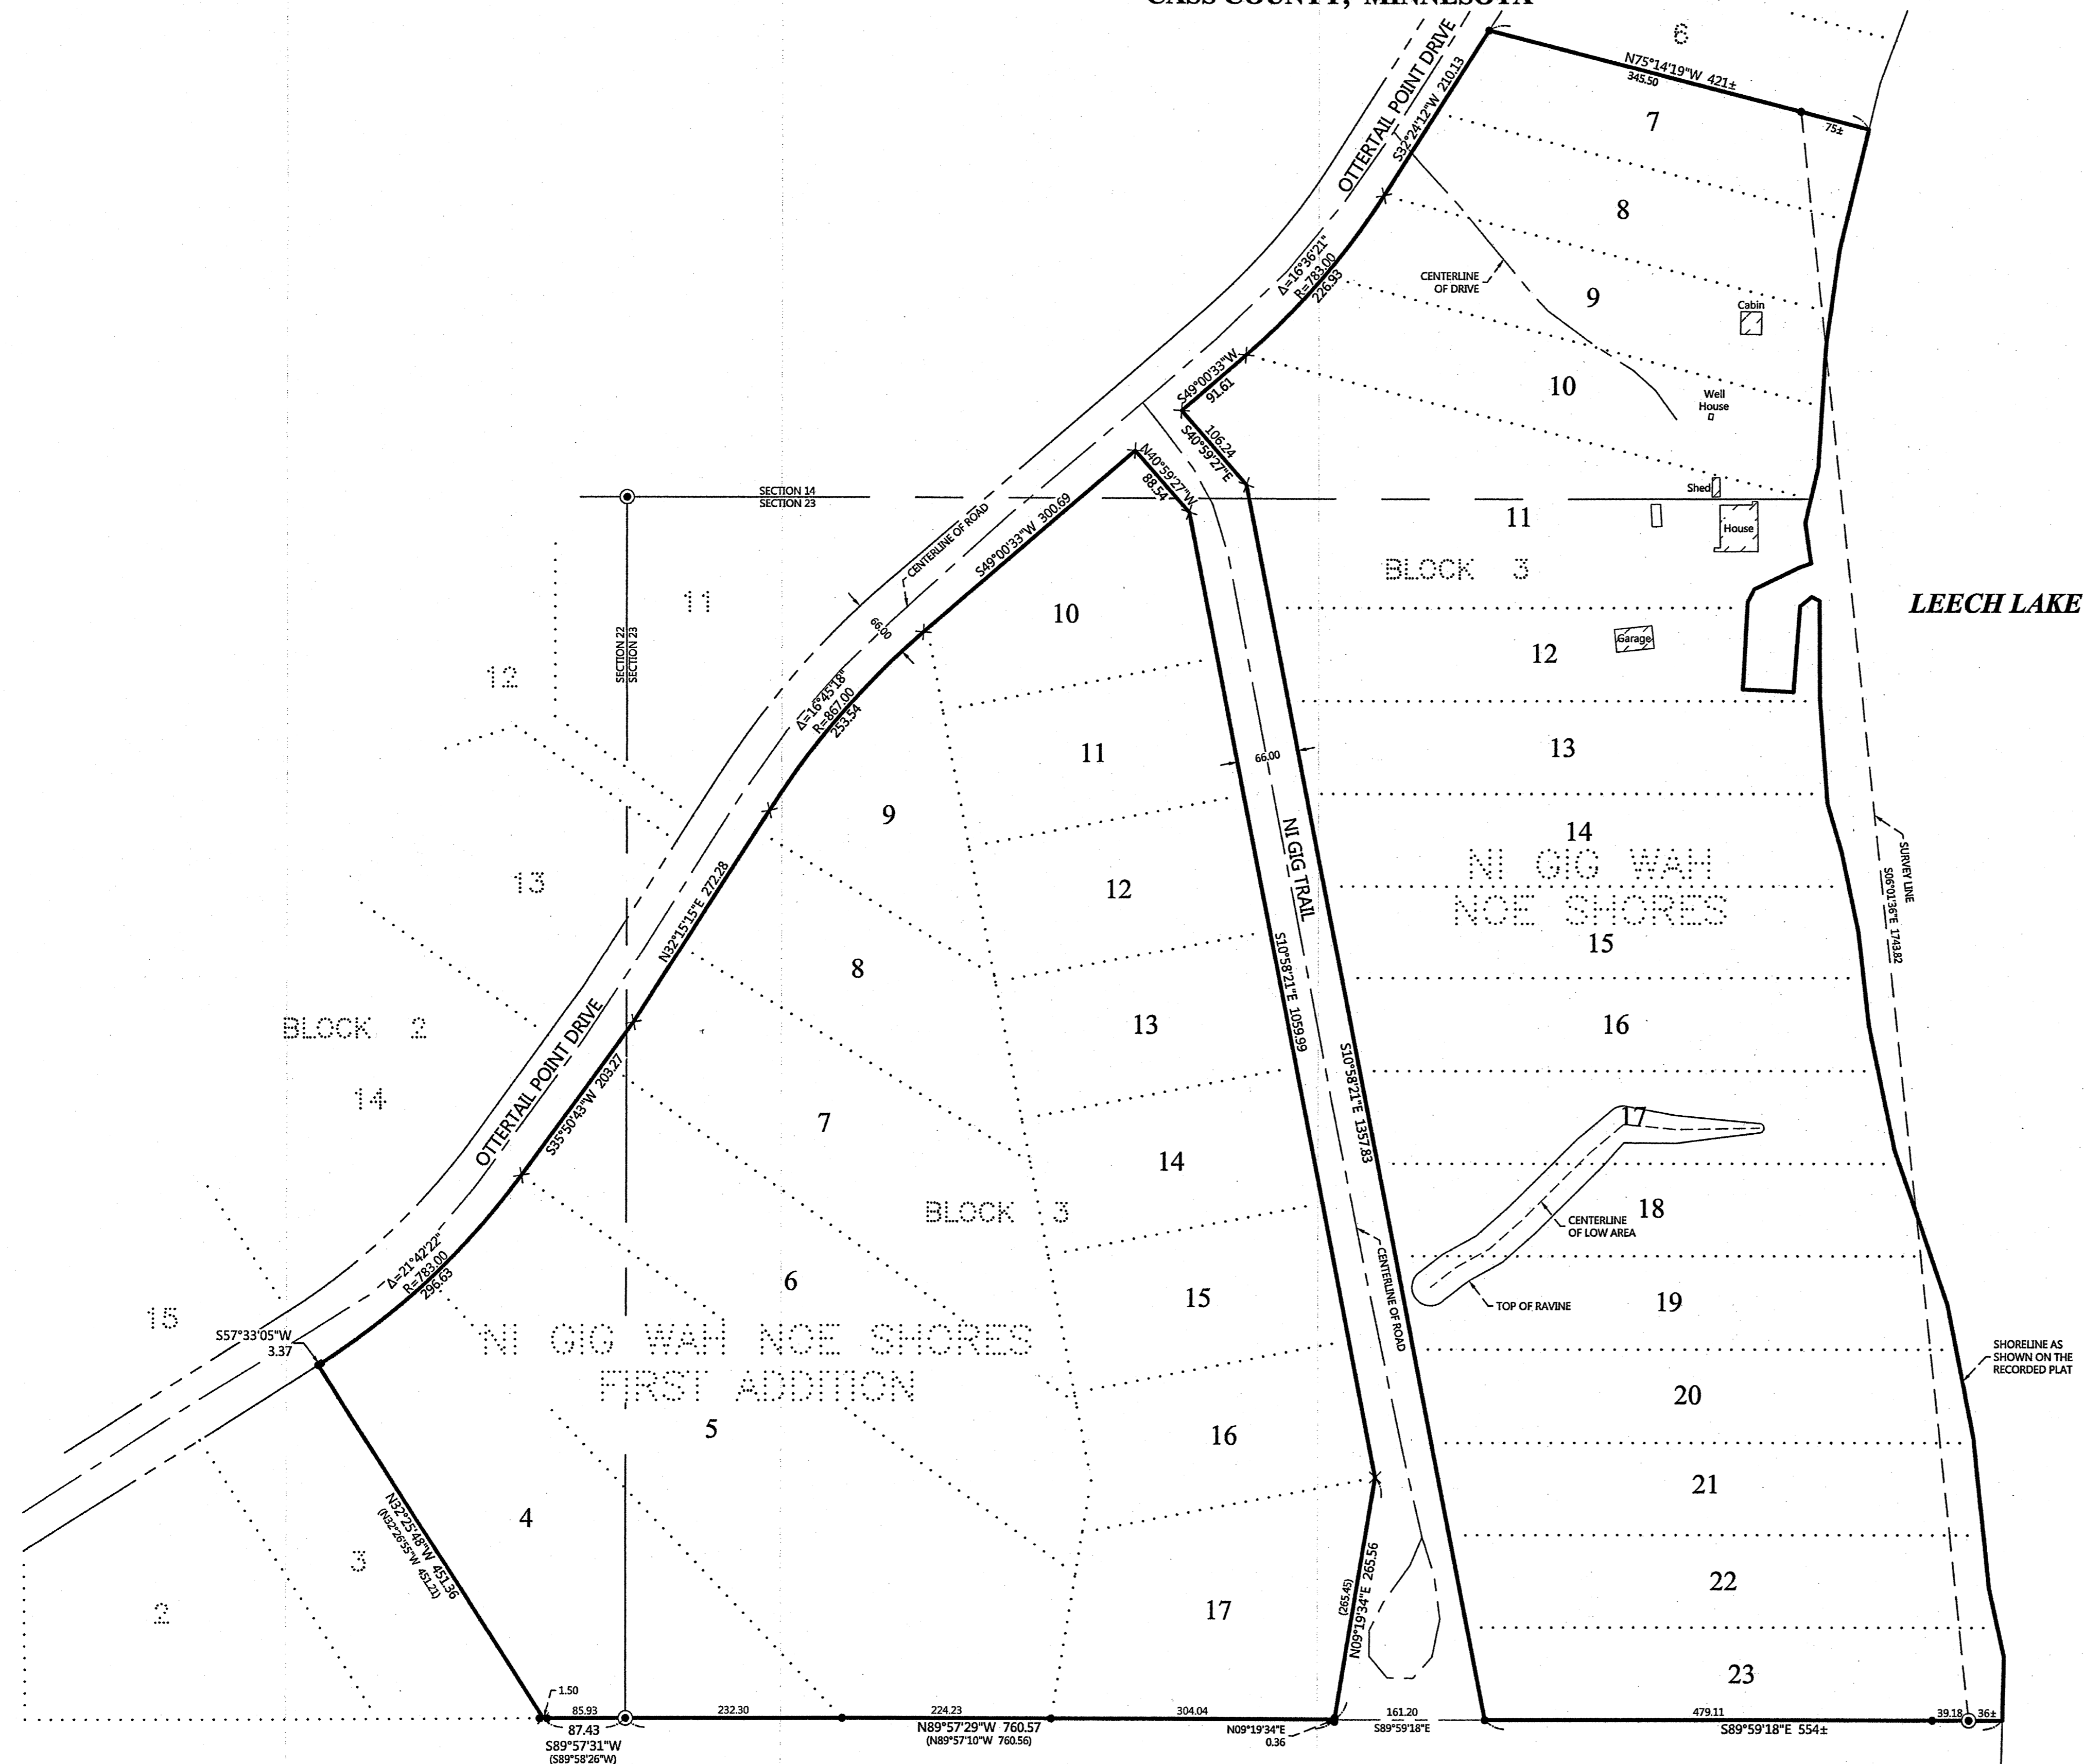 CASS COUNTY, MINNESOTA
6
OTTERTAIL POINT DRIVE
S32°24'12"W 210.13
N75°14'19"W 421±
345.50
75±
7
8
CENTERLINE
OF DRIVE
9
Cabin
Δ=16°36'21"
R=783.00
226.93
10
Well
House
S49°00'33"W
91.61
106.24
S40°59'27"E
N40°59'27"W
88.54
SECTION 14
SECTION 23
Shed
House
11
BLOCK 3
LEECH LAKE
CENTERLINE OF ROAD
S49°00'33"W 300.69
66.00
11
12
SECTION 22
SECTION 23
10
12
Garage
Δ=16°45'18"
R=867.00
253.54
11
66.00
13
9
14
NI GIG WAH
NOE SHORES
15
SURVEY LINE
S06°01'36"E 1743.82
13
12
NI GIG TRAIL
N32°15'15"E 272.28
8
13
16
S10°58'21"E 1059.99
S10°58'21"E 1357.83
BLOCK 2
14
OTTERTAIL POINT DRIVE
S35°50'43"W 203.27
7
14
17
BLOCK 3
18
CENTERLINE
OF LOW AREA
TOP OF RAVINE
Δ=21°42'22"
R=783.00
296.63
6
15
CENTERLINE OF ROAD
19
15
S57°33'05"W
3.37
NI GIG WAH NOE SHORES
FIRST ADDITION
SHORELINE AS
SHOWN ON THE
RECORDED PLAT
5
16
20
21
4
N32°25'48"W 451.36
(N32°26'55"W 451.21)
3
2
17
(265.45)
N09°19'34"E 265.56
22
23
1.50
85.93
87.43
S89°57'31"W
(S89°58'26"W)
232.30
224.23
N89°57'29"W 760.57
(N89°57'10"W 760.56)
304.04
N09°19'34"E
0.36
161.20
S89°59'18"E
479.11
S89°59'18"E 554±
39.18
36±